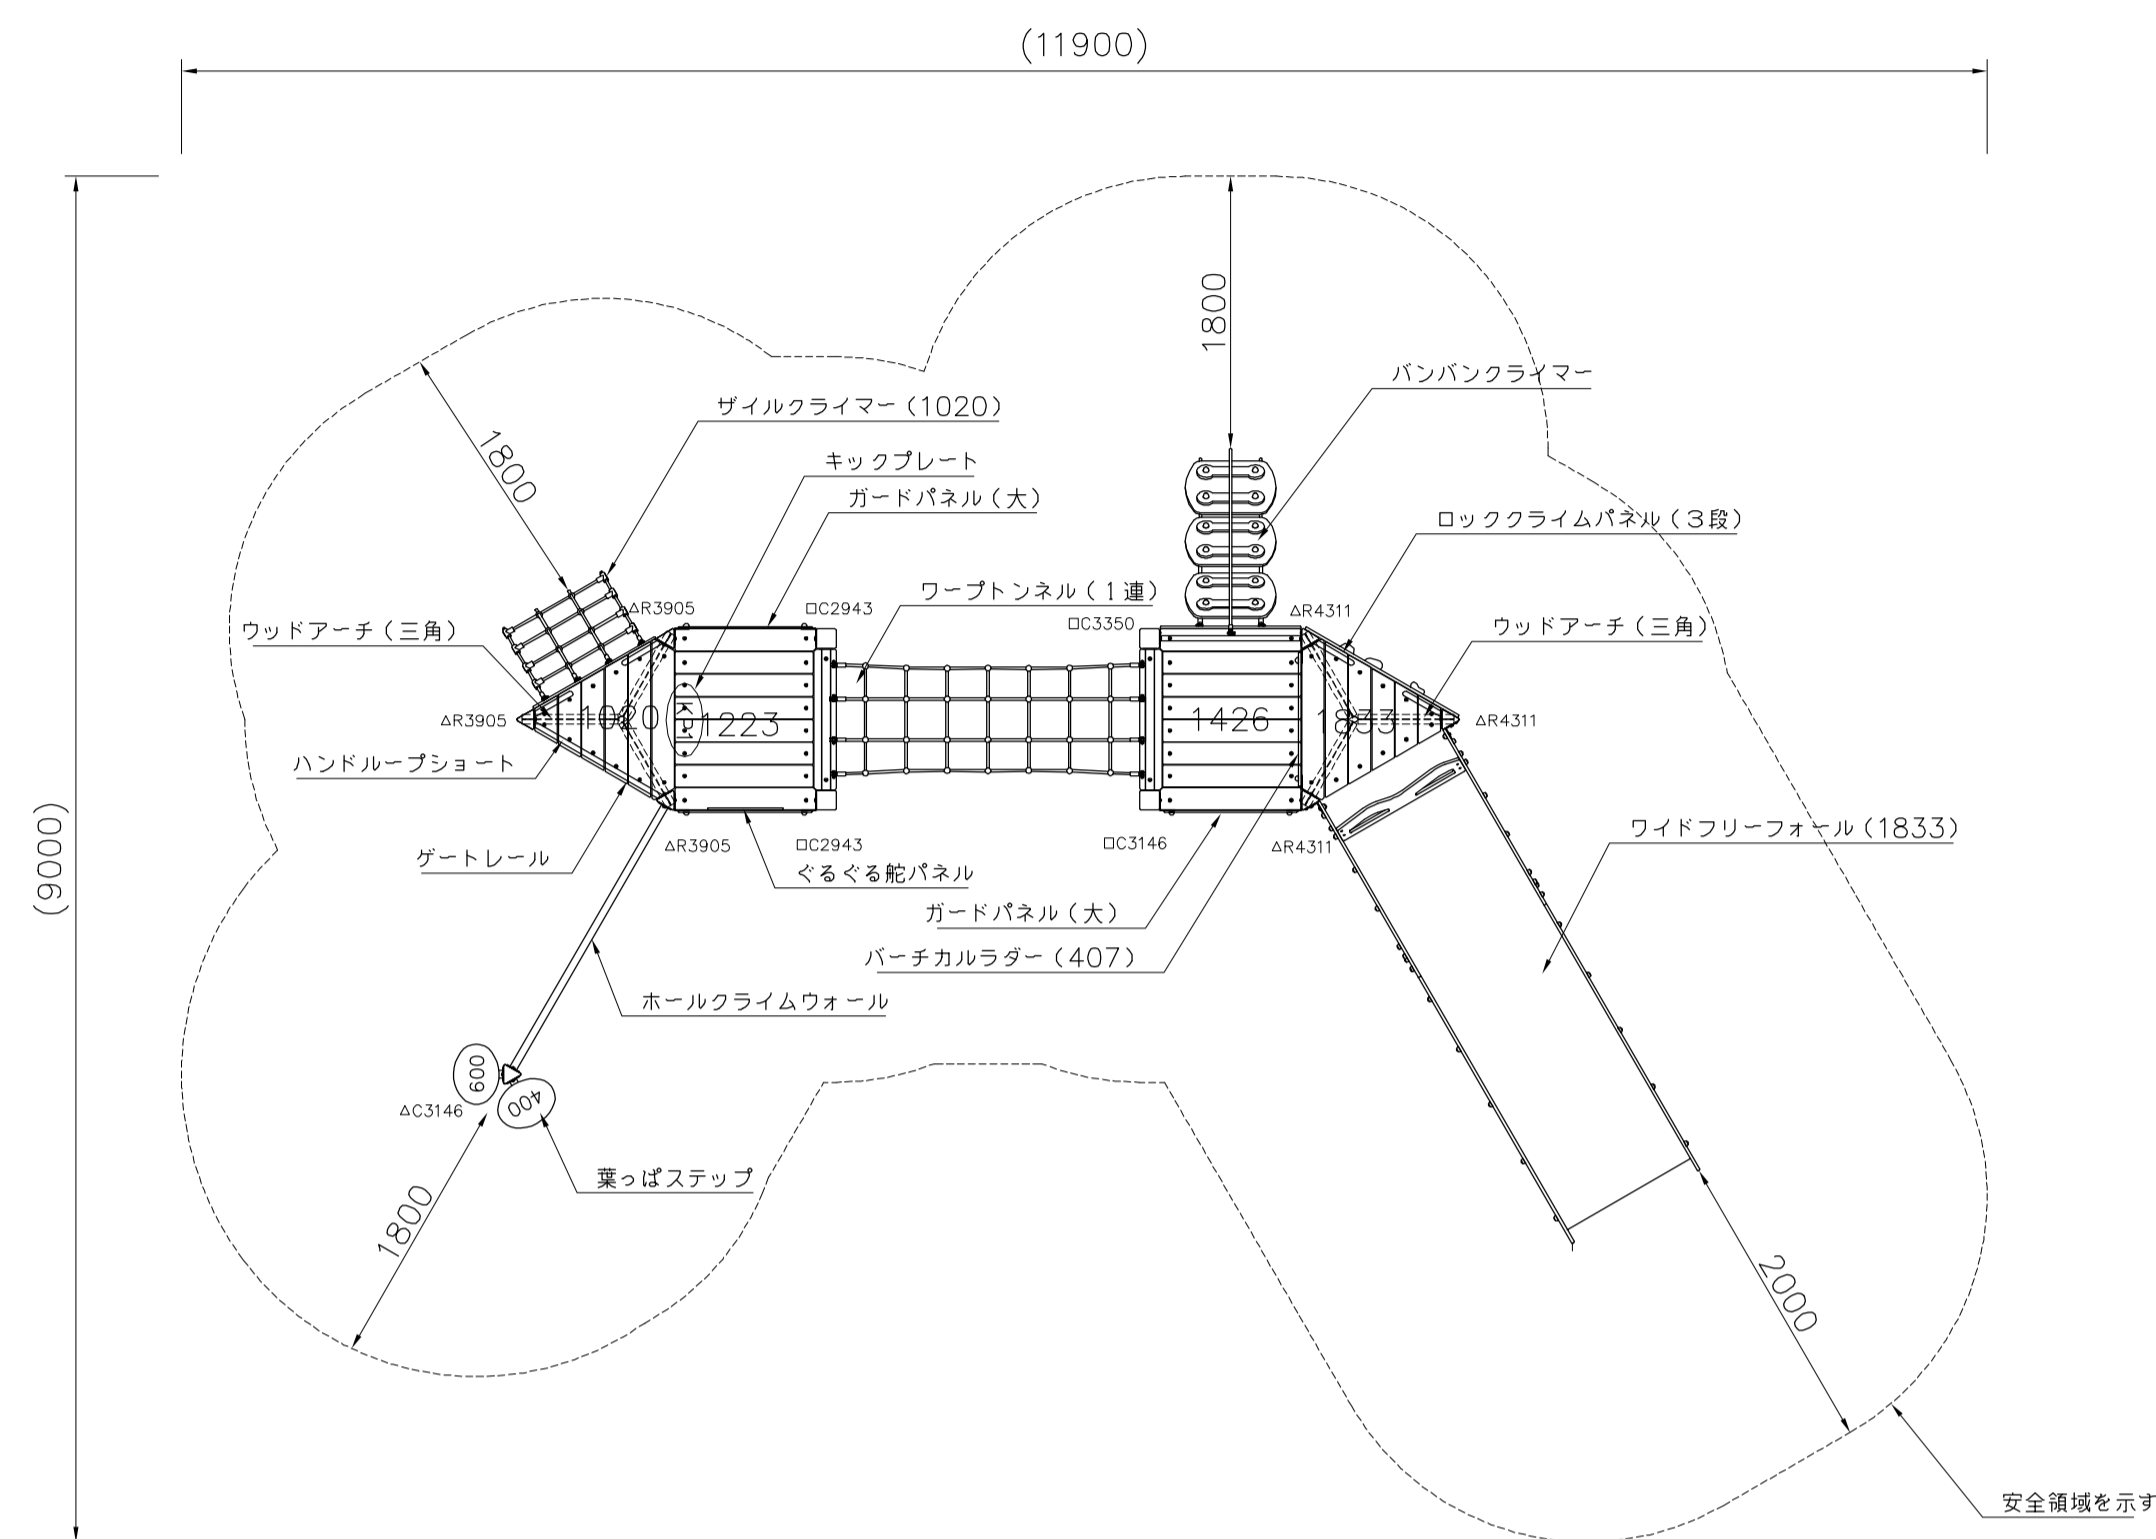 (11900)
(9000)
1800
バンバンクライマー
ザイルクライマー(1020)
1800
キックプレート
ガードパネル(大)
ロッククライムパネル(3段)
ワープトンネル(1連)
△R3905
□C2943
□C3350
△R4311
ウッドアーチ(三角)
ウッドアーチ(三角)
△R3905
1020
KP1
1223
1426
1833
△R4311
ハンドループショート
ゲートレール
△R3905
□C2943
□C3146
△R4311
ワイドフリーフォール(1833)
ぐるぐる舵パネル
ガードパネル(大)
バーチカルラダー(407)
ホールクライムウォール
600
400
△C3146
葉っぱステップ
1800
2000
安全領域を示す